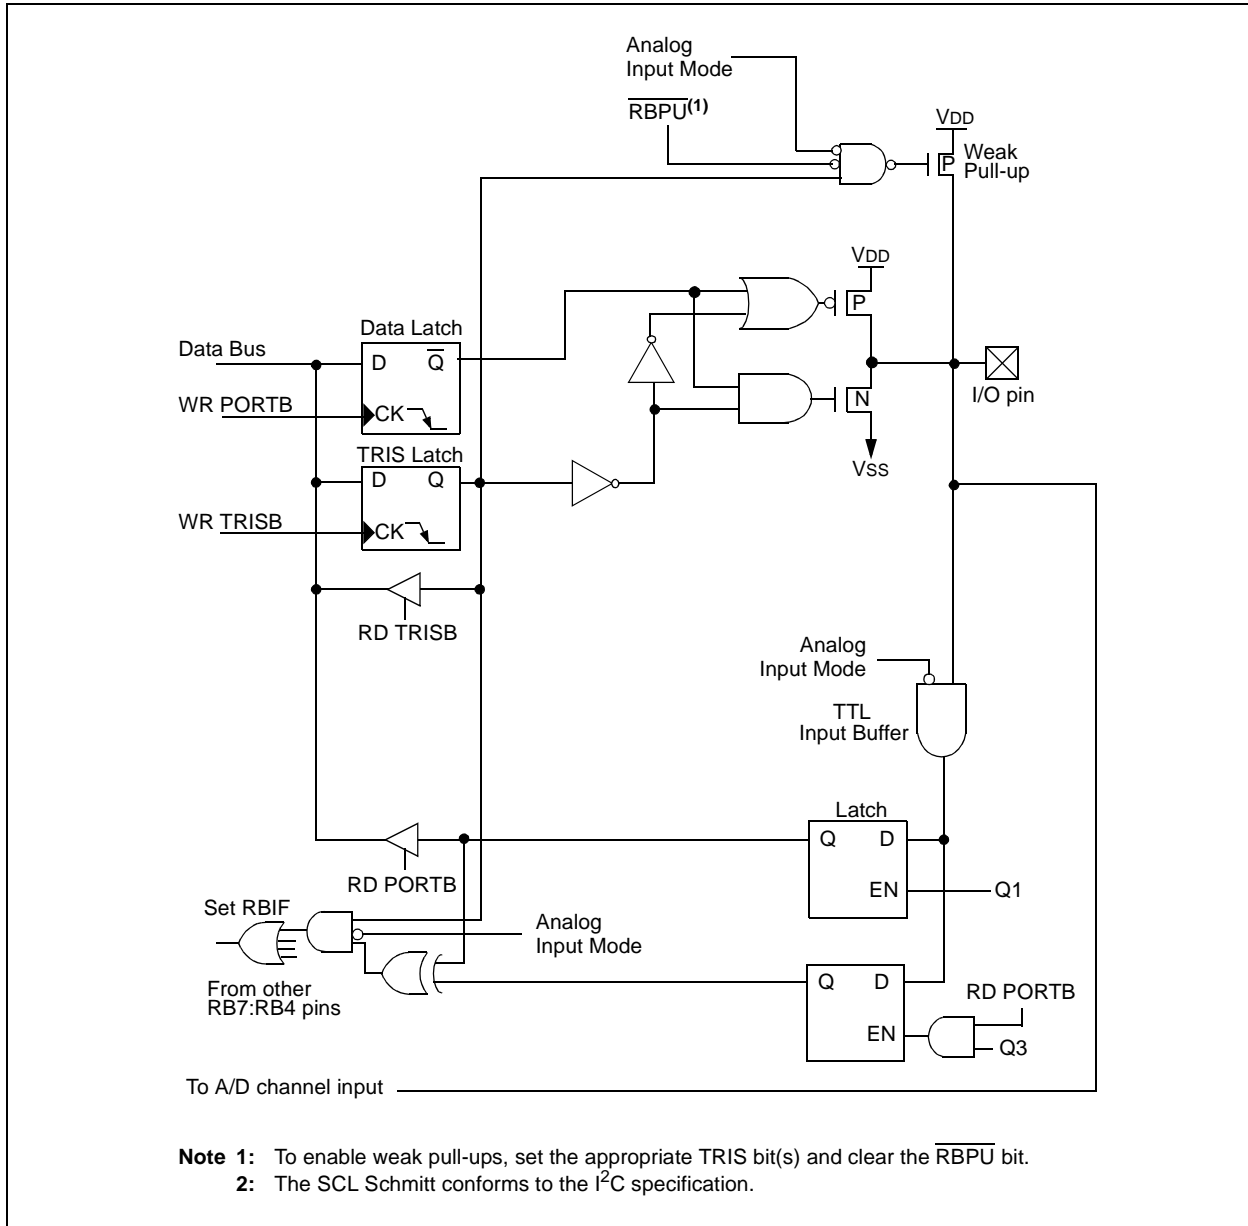 Analog
Input Mode
RBPU(1)
VDD
Weak
Pull-up
P
VDD
P
Data Latch
Data Bus
D Q
WR PORTB
CK
I/O pin
N
VSS
TRIS Latch
D Q
WR TRISB
CK
RD TRISB
Analog
Input Mode
TTL
Input Buffer
Latch
Q D
EN
Q1
RD PORTB
Set RBIF
Analog
Input Mode
From other
RB7:RB4 pins
Q D
EN
RD PORTB
Q3
To A/D channel input
Note 1: To enable weak pull-ups, set the appropriate TRIS bit(s) and clear the RBPU bit.
2: The SCL Schmitt conforms to the I2C specification.